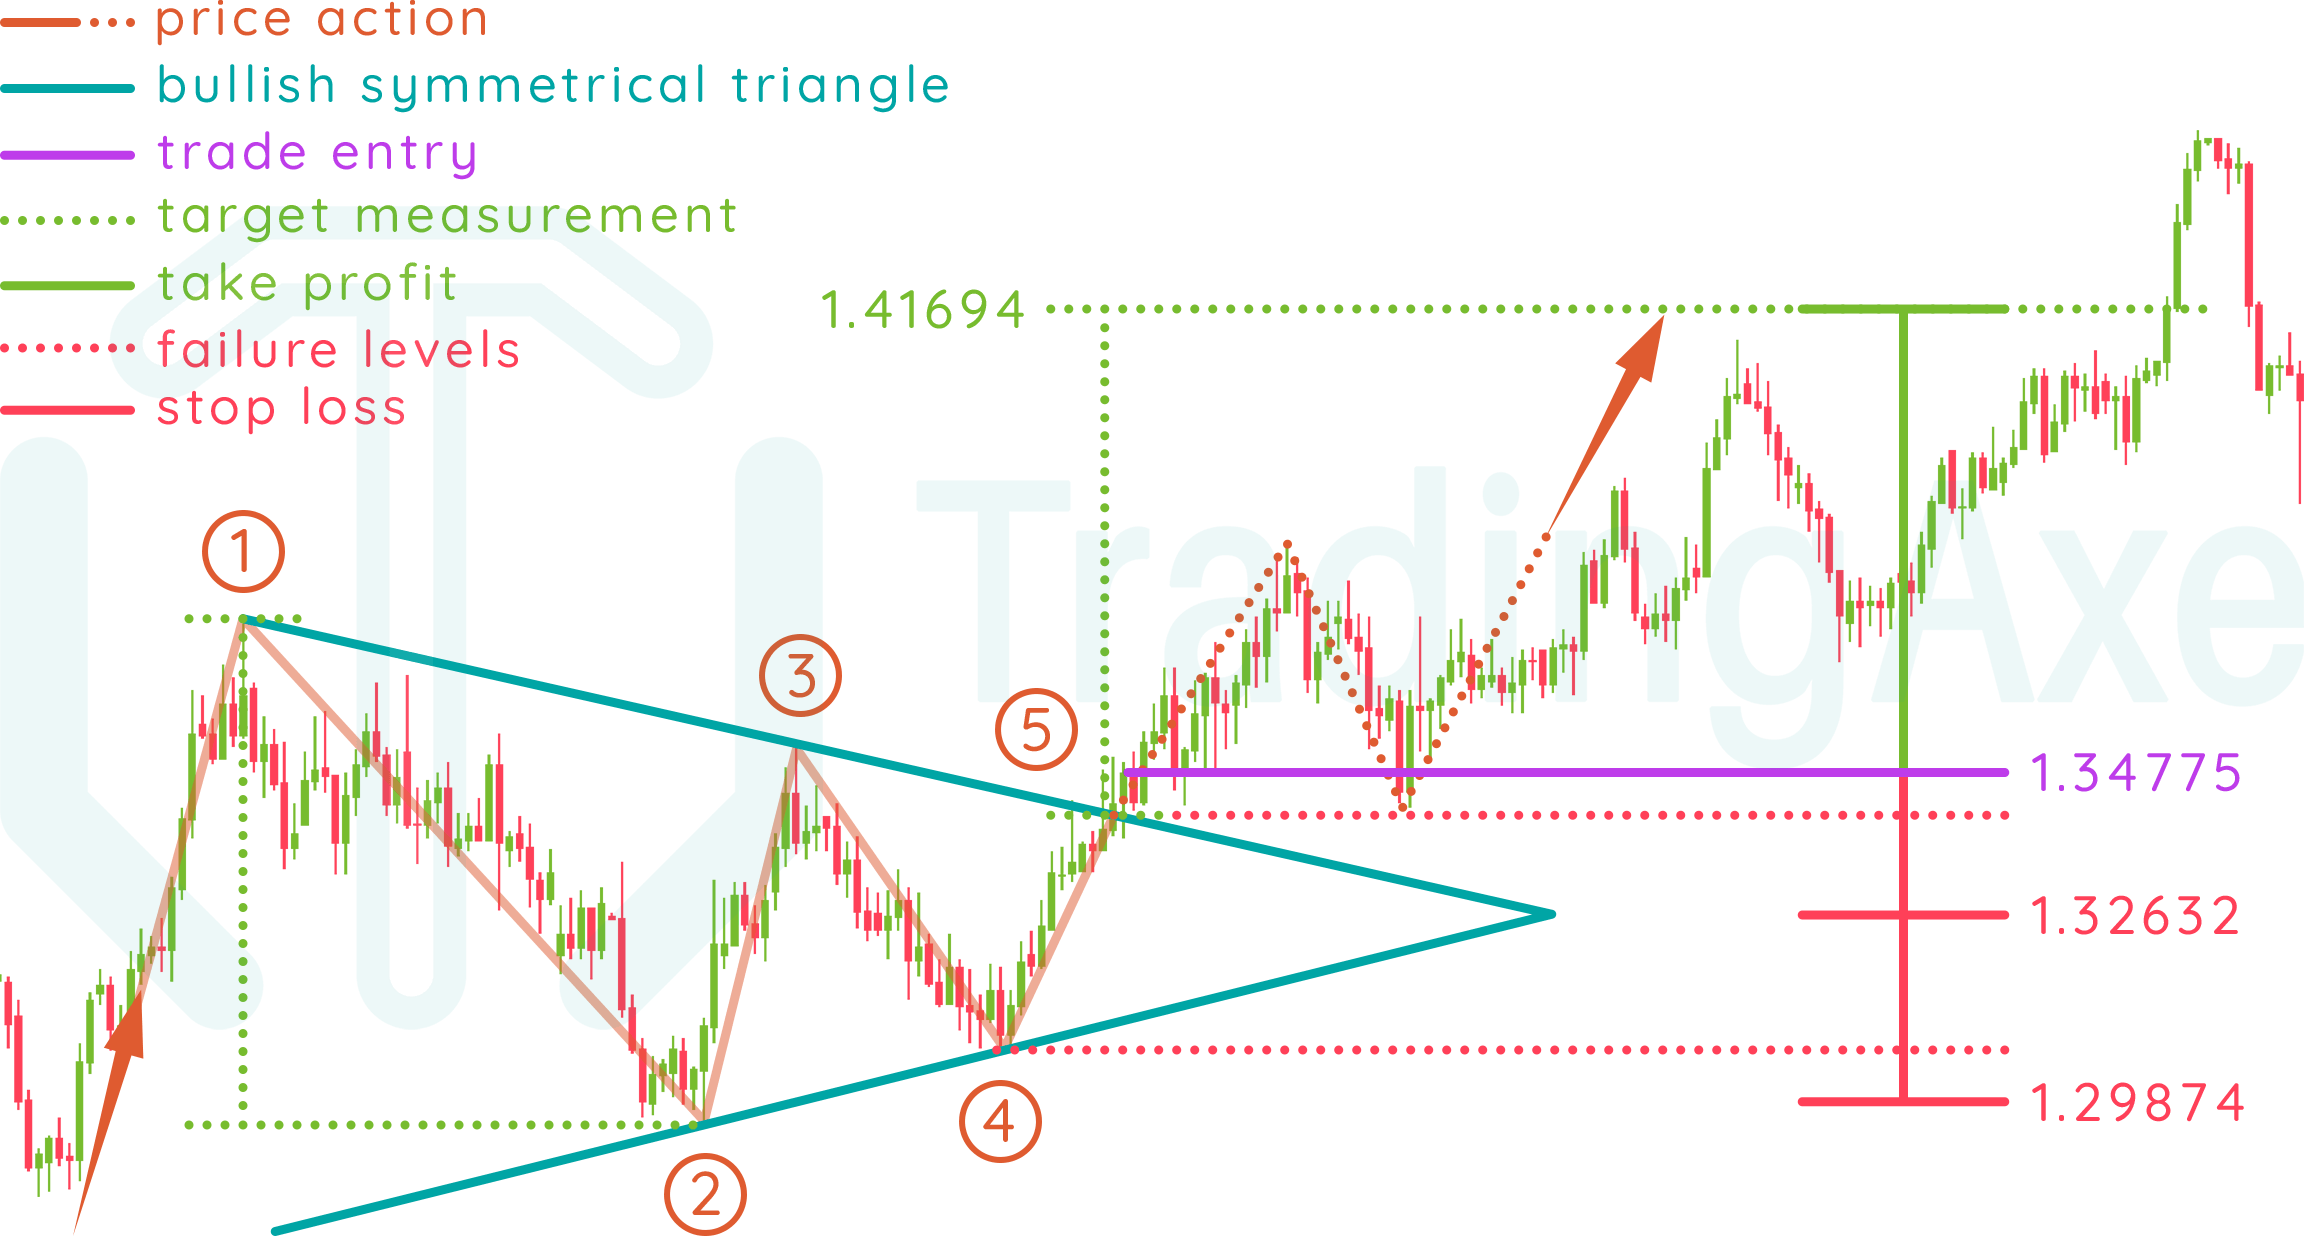 price action
bullish symmetrical triangle
trade entry
target measurement
take profit
failure levels
stop loss
1.41694
1
3
5
1.34775
1.32632
4
1.29874
2
TradingAxe